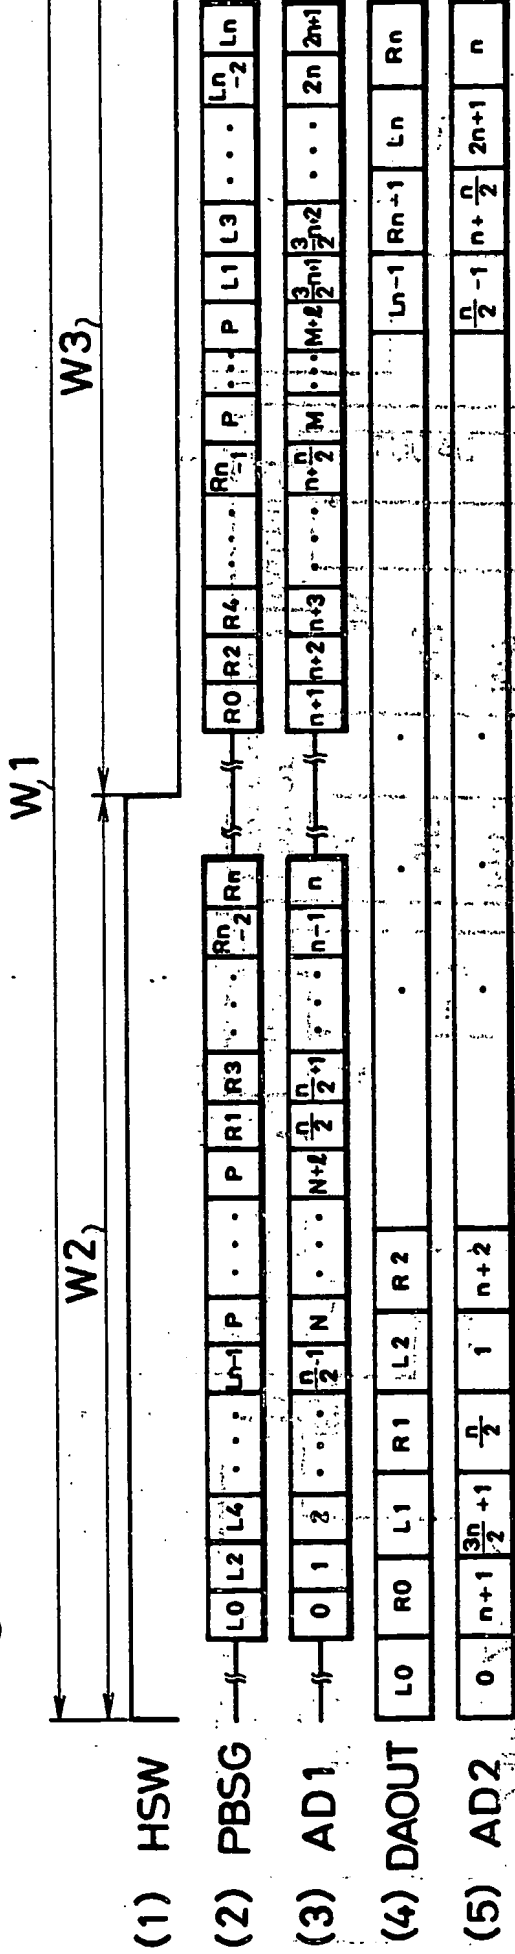 W1
W2
W3
(1) HSW
(2) PBSG L0 L2 L4 ··· Ln-1 P ··· P R1 R3 ··· Rn-2 Rn R0 R2 R4 ····· Rn-1 P ··· P L1 L3 ··· Ln-2 Ln
(3) AD1 0 1 2 ··· n/2-1 N ··· N+ℓ n/2 n/2+1 ··· n-1 n n+1 n+2 n+3 ···· n+n/2 M ··· M+ℓ 3/2n+1 3/2n+2 ··· 2n 2n+1
(4) DAOUT L0 R0 L1 R1 L2 R2 · · · Ln-1 Rn-1 Ln Rn
(5) AD2 0 n+1 3n/2+1 n/2 1 n+2 · · · n/2-1 n+n/2 2n+1 n